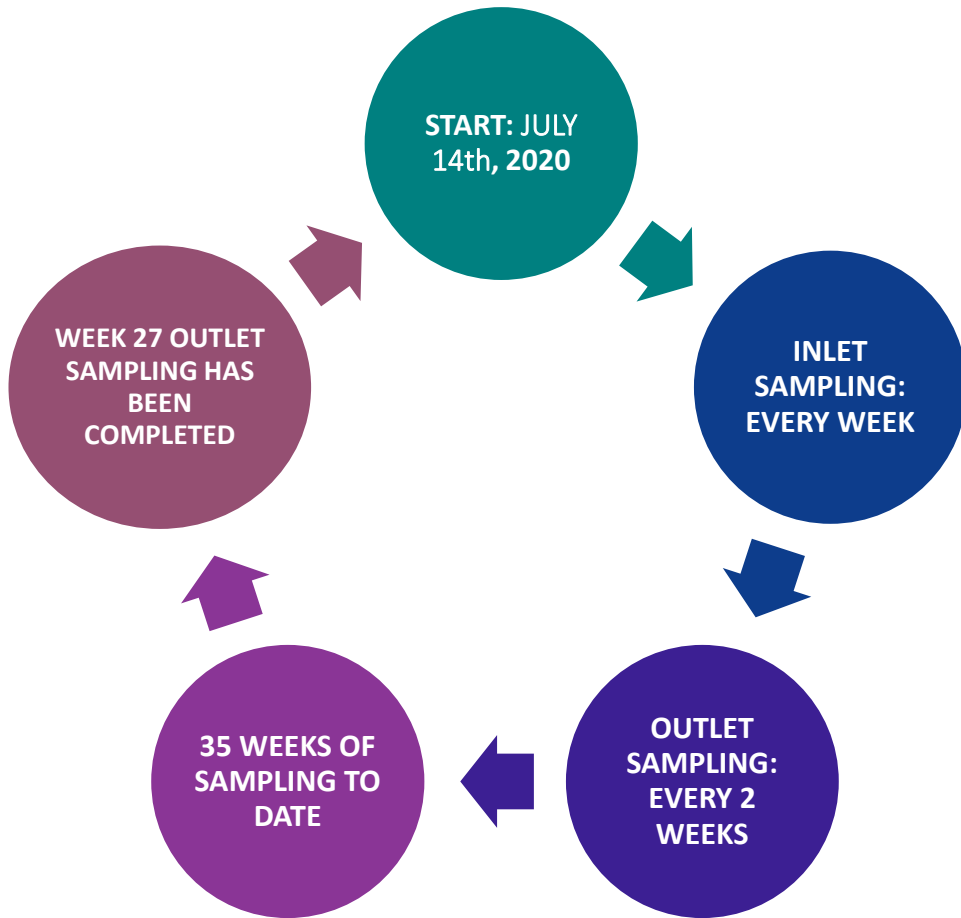 START: JULY
14th, 2020
INLET
SAMPLING:
EVERY WEEK
OUTLET
SAMPLING:
EVERY 2
WEEKS
35 WEEKS OF
SAMPLING TO
DATE
WEEK 27 OUTLET
SAMPLING HAS
BEEN
COMPLETED